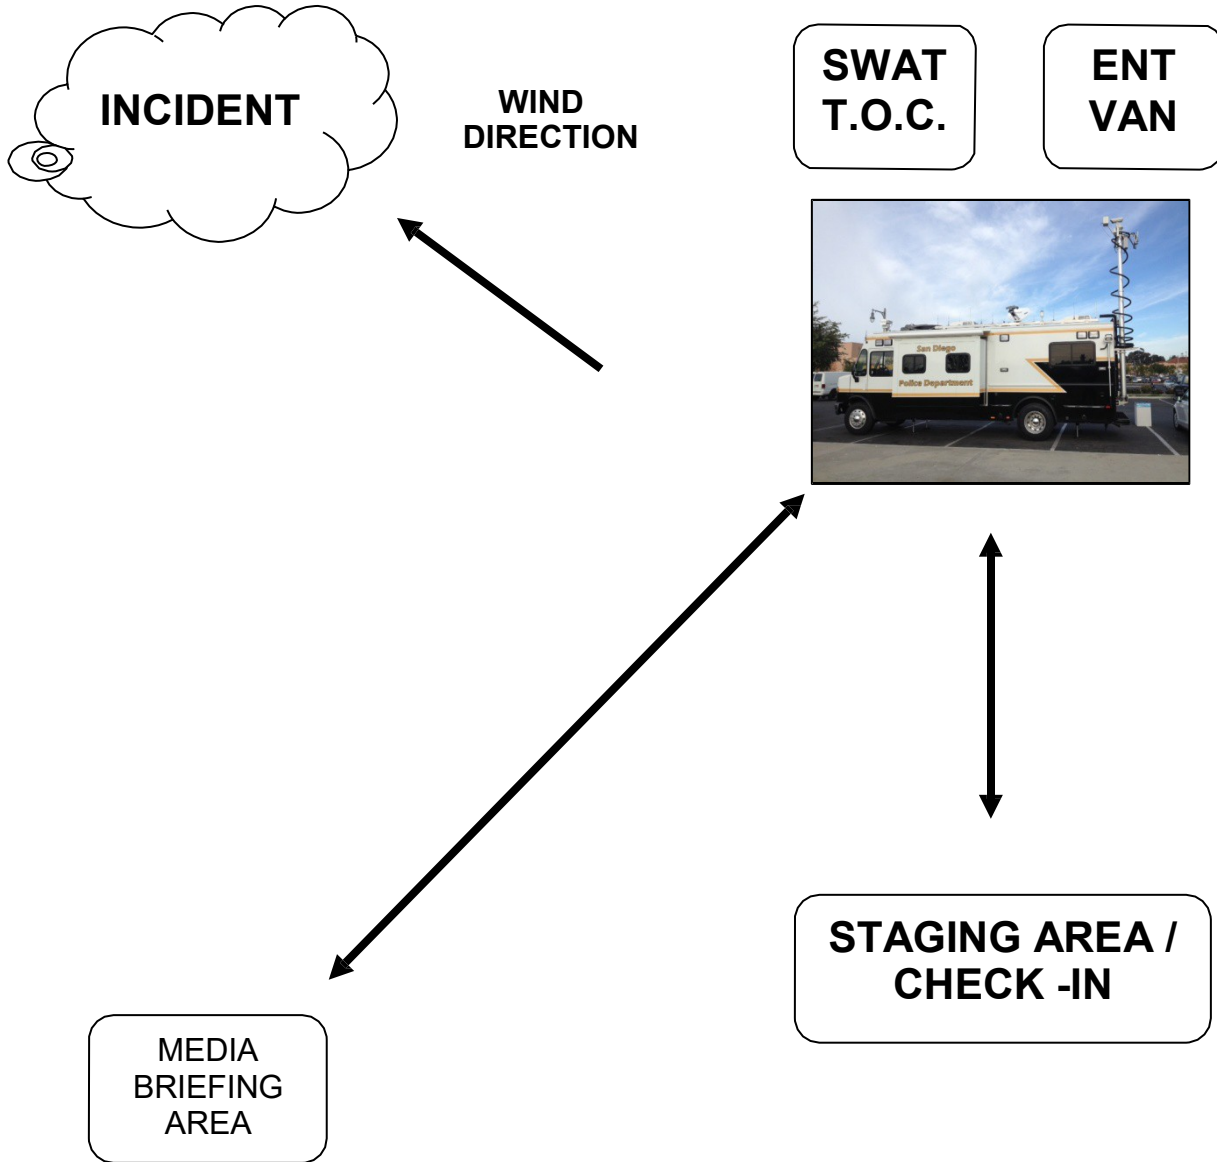 INCIDENT
WIND
DIRECTION
SWAT
T.O.C.
ENT
VAN
San Diego
Police Department
STAGING AREA /
CHECK -IN
MEDIA
BRIEFING
AREA